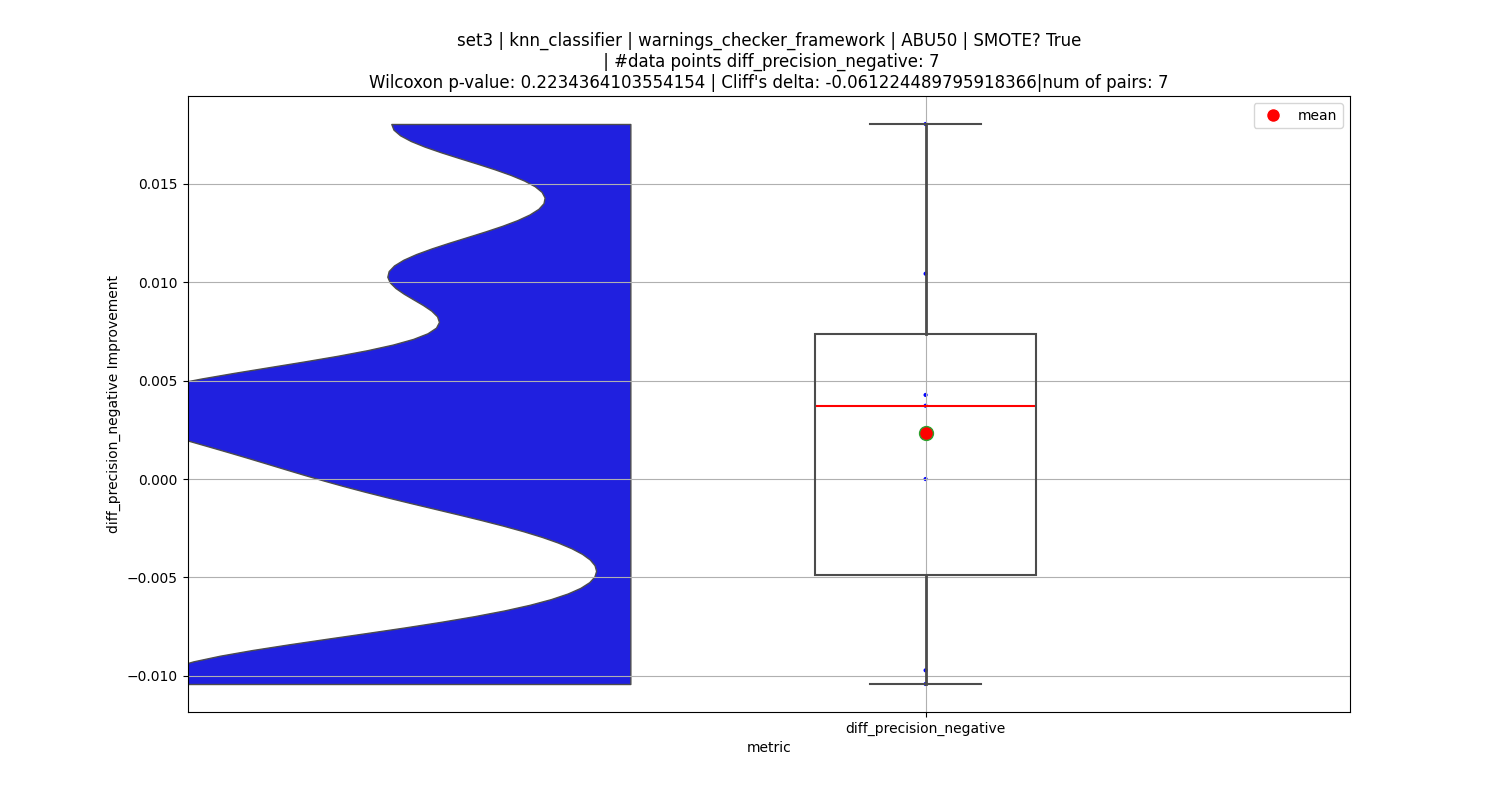 set3 | knn_classifier | warnings_checker_framework | ABU50 | SMOTE? True
| #data points diff_precision_negative: 7
Wilcoxon p-value: 0.2234364103554154 | Cliff's delta: -0.061224489795918366|num of pairs: 7
mean
0.015
0.010
0.005
0.000
−0.005
−0.010
diff_precision_negative Improvement
diff_precision_negative
metric